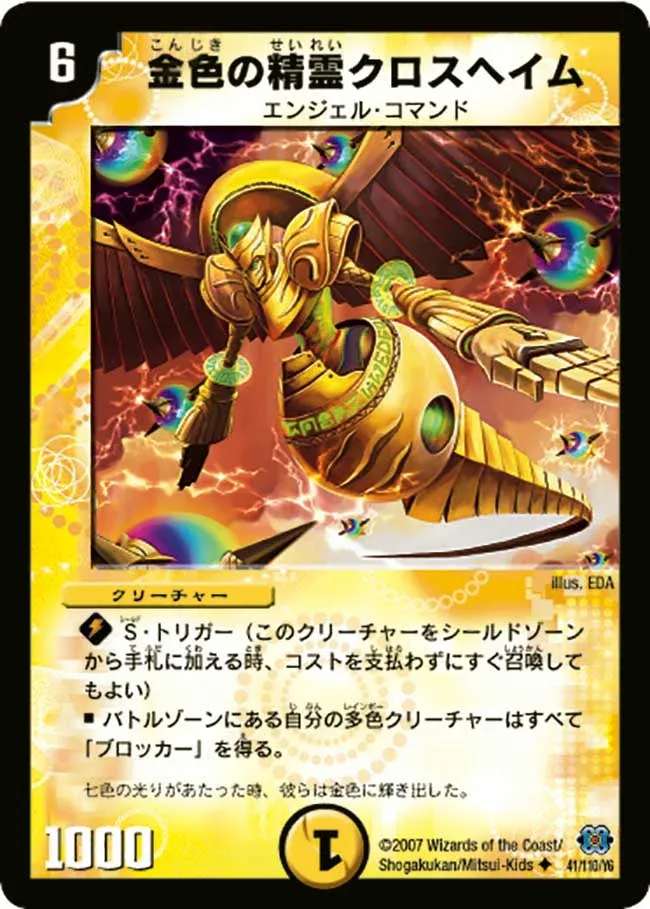 6
こんじき せいれい
金色の精霊クロスヘイム
エンジェル・コマンド
illus. EDA
クリーチャー
S・トリガー（このクリーチャーをシールドゾーン
から手札に加える時、コストを支払わずにすぐ召喚して
もよい）
■ バトルゾーンにある自分の多色クリーチャーはすべて
「ブロッカー」を得る。
七色の光りがあたった時、彼らは金色に輝き出した。
1000
©2007 Wizards of the Coast/
Shogakukan/Mitsui-Kids
41/110/Y6